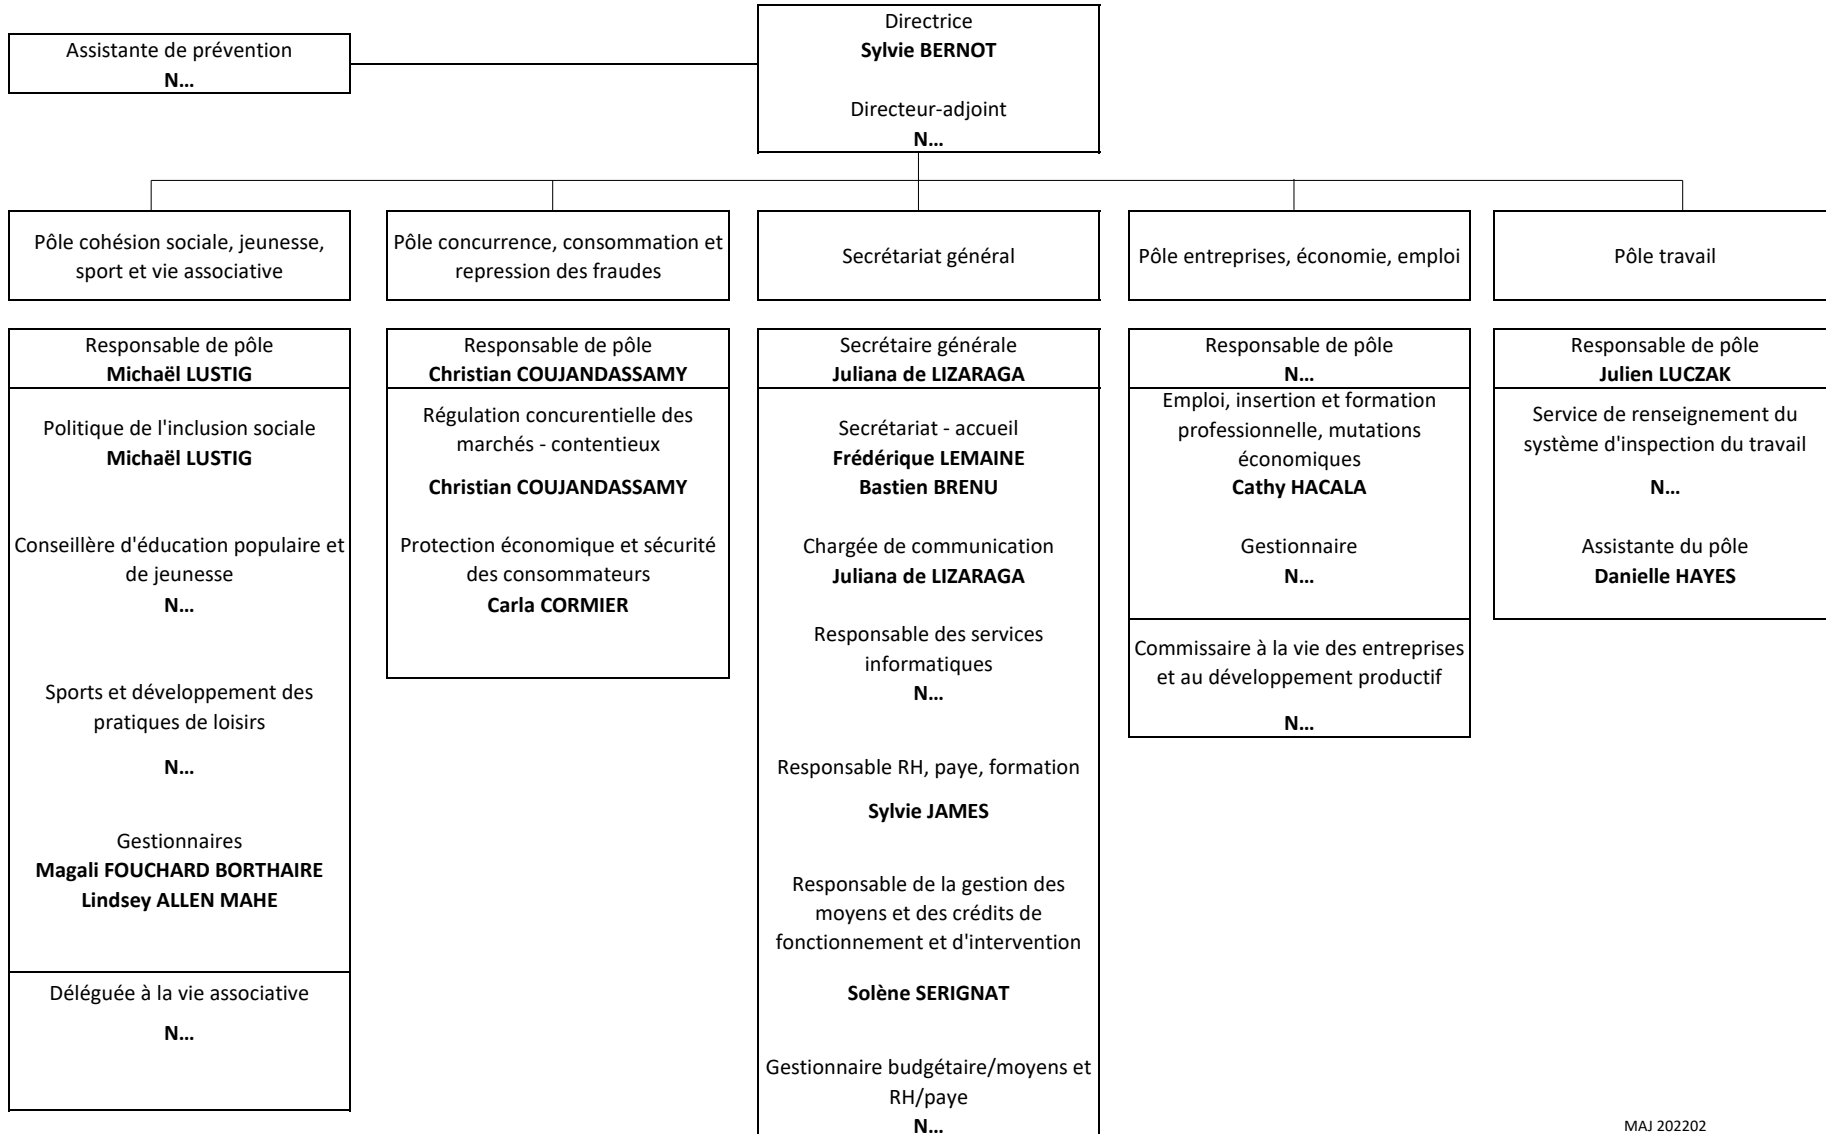 Assistante de prévention
N...
Directrice
Sylvie BERNOT
Directeur-adjoint
N...
Pôle cohésion sociale, jeunesse,
sport et vie associative
Pôle concurrence, consommation et
repression des fraudes
Secrétariat général
Pôle entreprises, économie, emploi
Pôle travail
Responsable de pôle
Michaël LUSTIG
Politique de l'inclusion sociale
Michaël LUSTIG
Conseillère d'éducation populaire et
de jeunesse
N...
Sports et développement des
pratiques de loisirs
N...
Gestionnaires
Magali FOUCHARD BORTHAIRE
Lindsey ALLEN MAHE
Déléguée à la vie associative
N...
Responsable de pôle
Christian COUJANDASSAMY
Régulation concurentielle des
marchés - contentieux
Christian COUJANDASSAMY
Protection économique et sécurité
des consommateurs
Carla CORMIER
Secrétaire générale
Juliana de LIZARAGA
Secrétariat - accueil
Frédérique LEMAINE
Bastien BRENU
Chargée de communication
Juliana de LIZARAGA
Responsable des services
informatiques
N...
Responsable RH, paye, formation
Sylvie JAMES
Responsable de la gestion des
moyens et des crédits de
fonctionnement et d'intervention
Solène SERIGNAT
Gestionnaire budgétaire/moyens et
RH/paye
N...
Responsable de pôle
N...
Emploi, insertion et formation
professionnelle, mutations
économiques
Cathy HACALA
Gestionnaire
N...
Commissaire à la vie des entreprises
et au développement productif
N...
Responsable de pôle
Julien LUCZAK
Service de renseignement du
système d'inspection du travail
N...
Assistante du pôle
Danielle HAYES
MAJ 202202